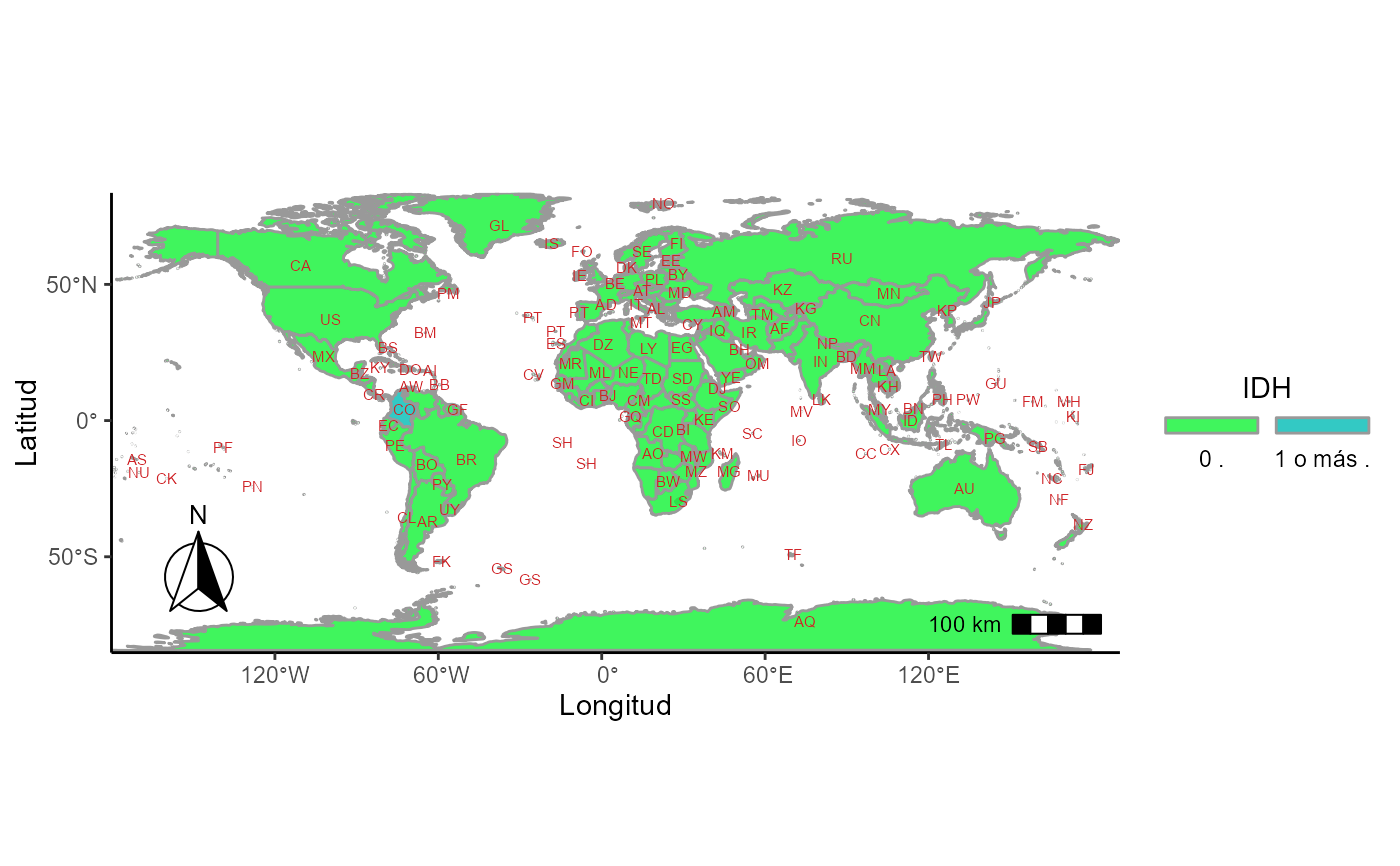 NO
GL
IS
FO
SE
FI
EE
RU
CA
IE
DK
BY
BE
PL
AT
MD
KZ
MN
PM
50°N
AD
IT
AL
PT
MT
CY
AM
TM
KG
AF
CN
KP
JP
US
BM
PT
PT
ES
DZ
LY
EG
IQ
IR
BH
NP
IN
BD
TW
MX
BS
KY
DO
AI
BZ
CV
MR
GM
ML
NE
TD
SD
YE
OM
MM
LA
KH
GU
IDH
CR
AW
BB
CI
BJ
CM
SS
DJ
SO
LK
PH
PW
FM
MH
CO
GF
GQ
KE
MV
MY
BN
ID
KI
0°
EC
PE
BR
SH
CD
BI
SC
IO
PG
TL
SB
0 .
1 o más .
PF
AS
NU
CK
PN
BO
PY
SH
AO
MW
KM
MZ
MG
MU
BW
LS
CC
CX
AU
NC
FJ
NF
NZ
CL
AR
UY
N
50°S
FK
GS
GS
TF
AQ
100 km
120°W
60°W
0°
60°E
120°E
Longitud
Latitud